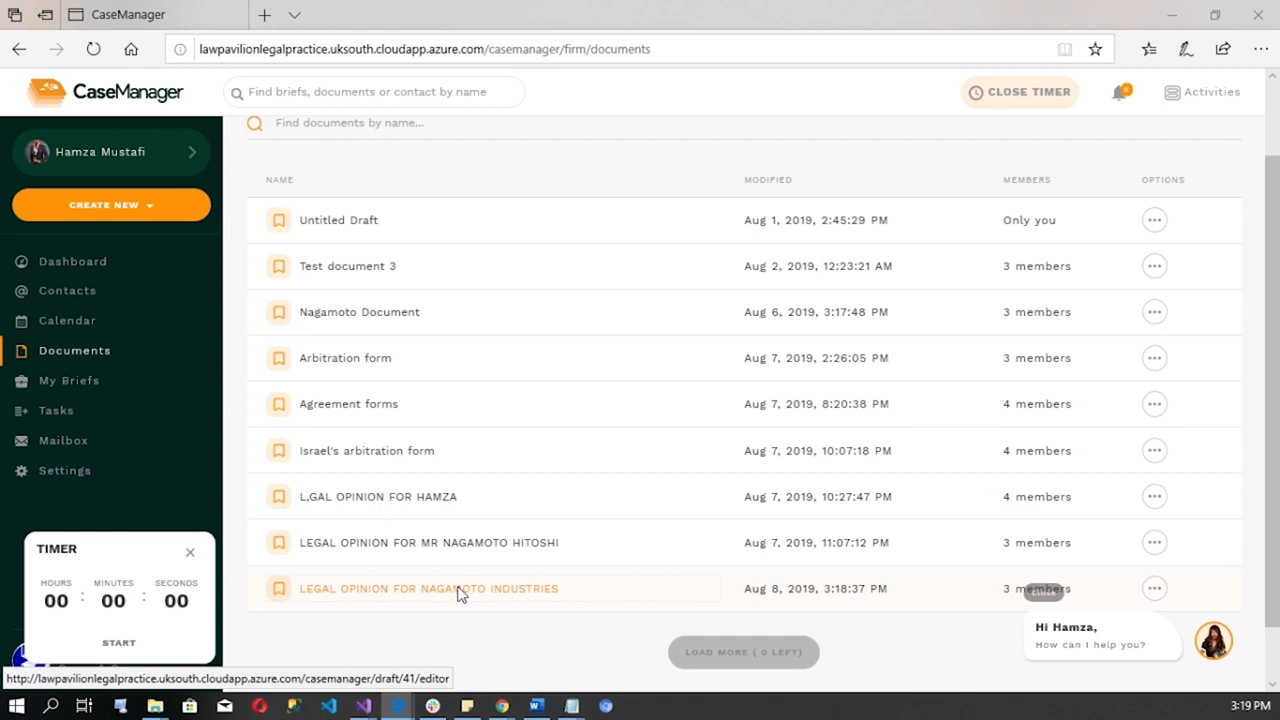 CaseManager
lawpavilionlegalpractice.uksouth.cloudapp.azure.com/casemanager/firm/documents
CaseManager
Find briefs, documents or contact by name
CLOSE TIMER
Activities
Hamza Mustafi
CREATE NEW
Dashboard
Contacts
Calendar
Documents
My Briefs
Tasks
Mailbox
Settings
TIMER
HOURS MINUTES SECONDS
00 : 00 : 00
START
Find documents by name...
NAME MODIFIED MEMBERS OPTIONS
Untitled Draft Aug 1, 2019, 2:45:29 PM Only you
Test document 3 Aug 2, 2019, 12:23:21 AM 3 members
Nagamoto Document Aug 6, 2019, 3:17:48 PM 3 members
Arbitration form Aug 7, 2019, 2:26:05 PM 3 members
Agreement forms Aug 7, 2019, 8:20:38 PM 4 members
Israel's arbitration form Aug 7, 2019, 10:07:18 PM 4 members
L,GAL OPINION FOR HAMZA Aug 7, 2019, 10:27:47 PM 4 members
LEGAL OPINION FOR MR NAGAMOTO HITOSHI Aug 7, 2019, 11:07:12 PM 3 members
LEGAL OPINION FOR NAGAMOTO INDUSTRIES Aug 8, 2019, 3:18:37 PM 3 members
Close
LOAD MORE ( 0 LEFT)
Hi Hamza,
How can I help you?
http://lawpavilionlegalpractice.uksouth.cloudapp.azure.com/casemanager/draft/41/editor
3:19 PM